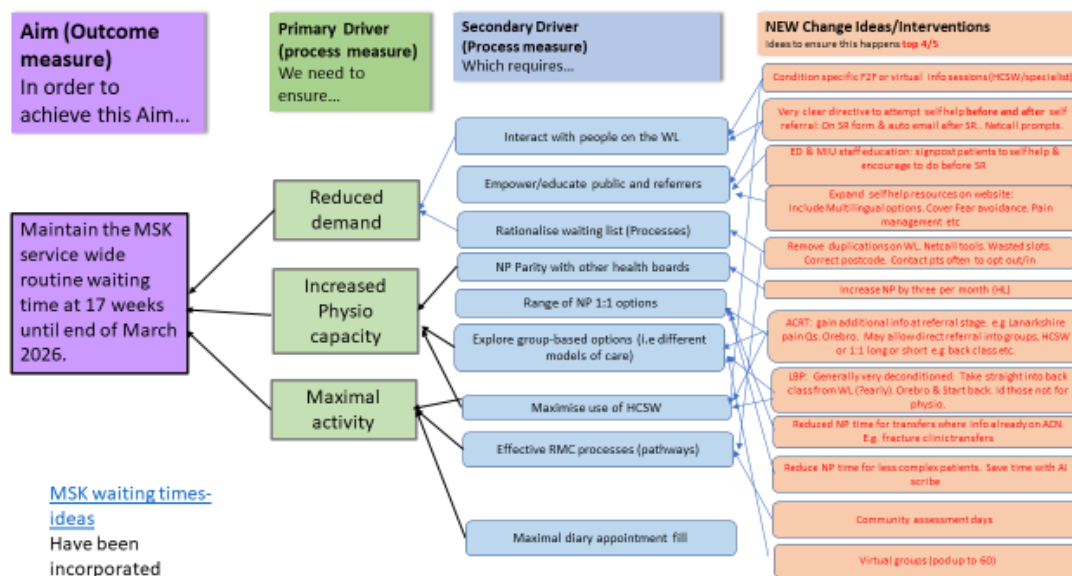 Aim (Outcome
measure)
In order to
achieve this Aim…
Primary Driver
(process measure)
We need to
ensure…
Secondary Driver
(Process measure)
Which requires…
NEW Change Ideas/Interventions
Ideas to ensure this happens top 4/5
Maintain the MSK
service wide
routine waiting
time at 17 weeks
until end of March
2026.
Reduced
demand
Increased
Physio
capacity
Maximal
activity
Interact with people on the WL
Empower/educate public and referrers
Rationalise waiting list (Processes)
NP Parity with other health boards
Range of NP 1:1 options
Explore group-based options (i.e different
models of care)
Maximise use of HCSW
Effective RMC processes (pathways)
Maximal diary appointment fill
Condition specific F2F or virtual info sessions (HCSW/specialist)
Very clear directive to attempt self help before and after self
referral: On SR form & auto email after SR.. Netcall prompts.
ED & MIU staff education: signpost patients to self help &
encourage to do before SR
Expand self help resources on website:
Include Multilingual options. Cover Fear avoidance. Pain
management etc
Remove duplications on WL. Netcall tools. Wasted slots.
Correct postcode. Contact pts often to opt out/in
Increase NP by three per month (HL)
ACRT: gain additional info at referral stage. e.g Lanarkshire
pain Qs. Orebro. May allow direct referral into groups, HCSW
or 1:1 long or short e.g back class etc.
LBP: Generally very deconditioned. Take straight into back
class from WL (?early). Orebro & Start back. Id those not for
physio.
Reduced NP time for transfers where info already on ACN.
E.g. fracture clinic transfers
Reduce NP time for less complex patients. Save time with AI
scribe
Community assessment days
Virtual groups (pod up to 60)
MSK waiting times-
ideas
Have been
incorporated